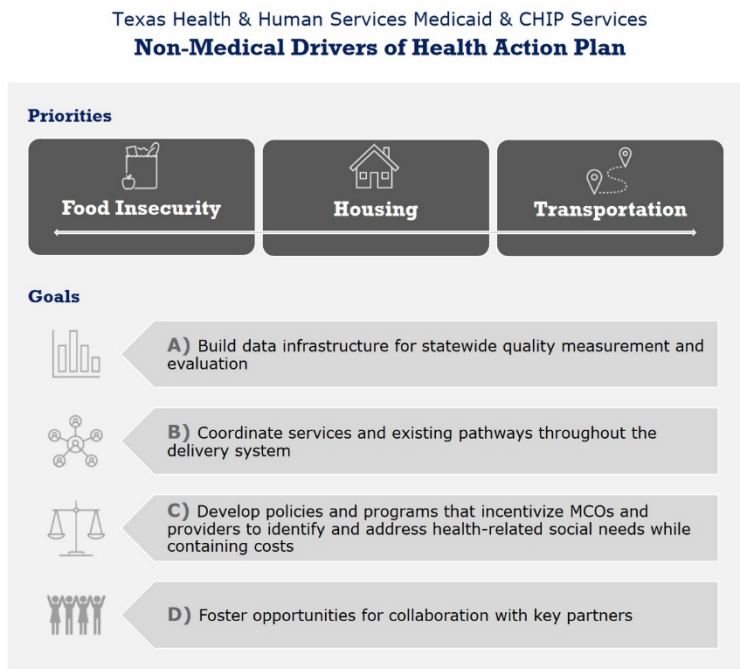 Texas Health & Human Services Medicaid & CHIP Services
Non-Medical Drivers of Health Action Plan
Priorities
Food Insecurity
Housing
Transportation
Goals
A) Build data infrastructure for statewide quality measurement and
evaluation
B) Coordinate services and existing pathways throughout the
delivery system
C) Develop policies and programs that incentivize MCOs and
providers to identify and address health-related social needs while
containing costs
D) Foster opportunities for collaboration with key partners